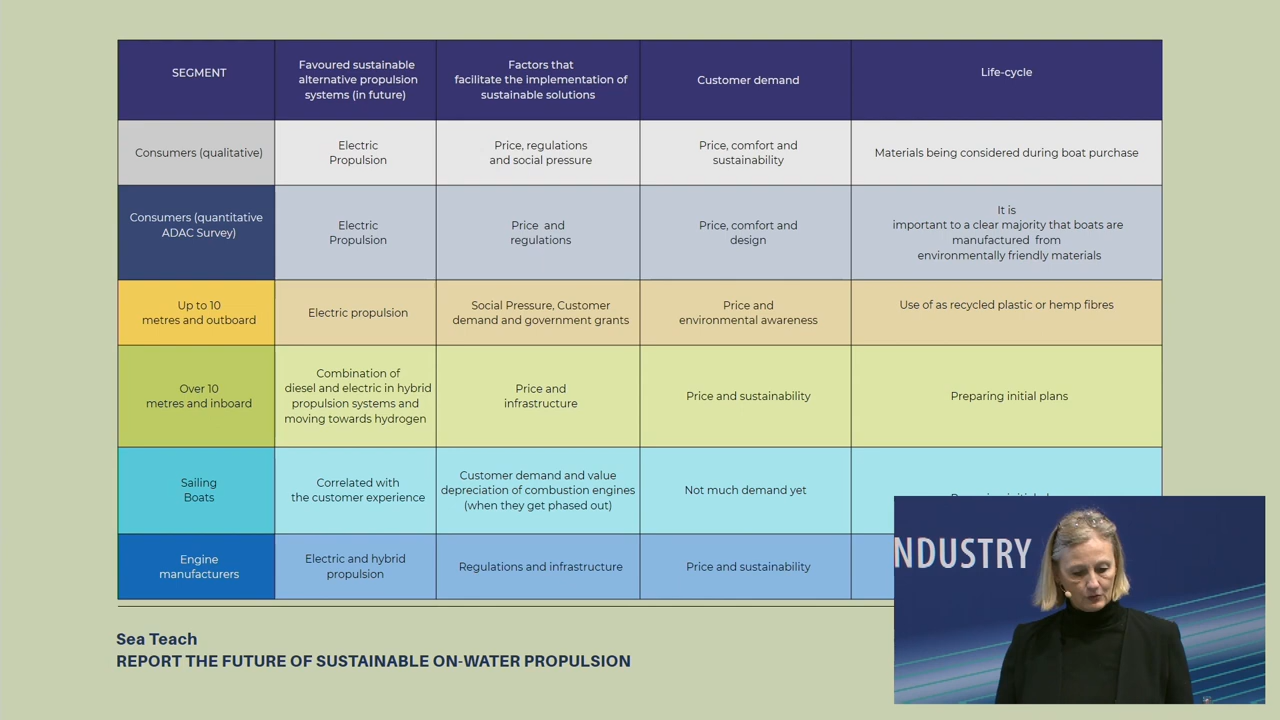 SEGMENT
Favoured sustainable
alternative propulsion
systems (in future)
Factors that
facilitate the implementation of
sustainable solutions
Customer demand
Life-cycle
Consumers (qualitative)
Electric
Propulsion
Price, regulations
and social pressure
Price, comfort and
sustainability
Materials being considered during boat purchase
Consumers (quantitative
ADAC Survey)
Electric
Propulsion
Price and
regulations
Price, comfort and
design
It is
important to a clear majority that boats are
manufactured from
environmentally friendly materials
Up to 10
metres and outboard
Electric propulsion
Social Pressure, Customer
demand and government grants
Price and
environmental awareness
Use of as recycled plastic or hemp fibres
Over 10
metres and inboard
Combination of
diesel and electric in hybrid
propulsion systems and
moving towards hydrogen
Price and
infrastructure
Price and sustainability
Preparing initial plans
Sailing
Boats
Correlated with
the customer experience
Customer demand and value
depreciation of combustion engines
(when they get phased out)
Not much demand yet
Engine
manufacturers
Electric and hybrid
propulsion
Regulations and infrastructure
Price and sustainability
NDUSTRY
Sea Teach
REPORT THE FUTURE OF SUSTAINABLE ON-WATER PROPULSION